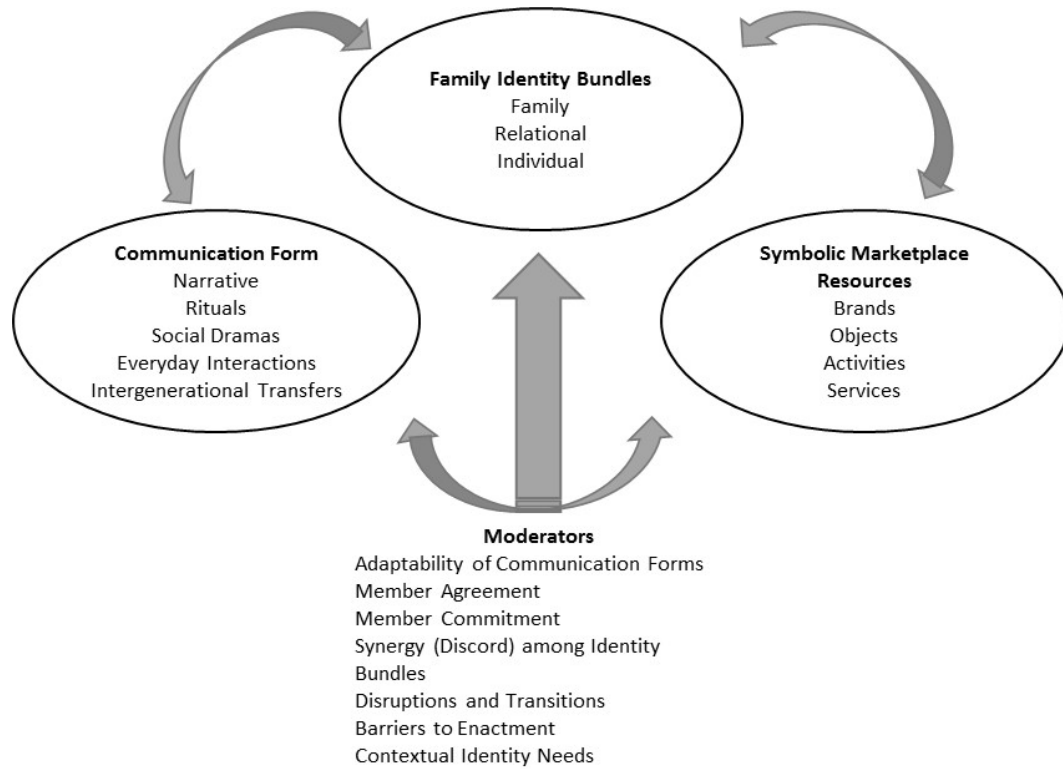 Family Identity Bundles
Family
Relational
Individual
Communication Form
Narrative
Rituals
Social Dramas
Everyday Interactions
Intergenerational Transfers
Symbolic Marketplace
Resources
Brands
Objects
Activities
Services
Moderators
Adaptability of Communication Forms
Member Agreement
Member Commitment
Synergy (Discord) among Identity
Bundles
Disruptions and Transitions
Barriers to Enactment
Contextual Identity Needs